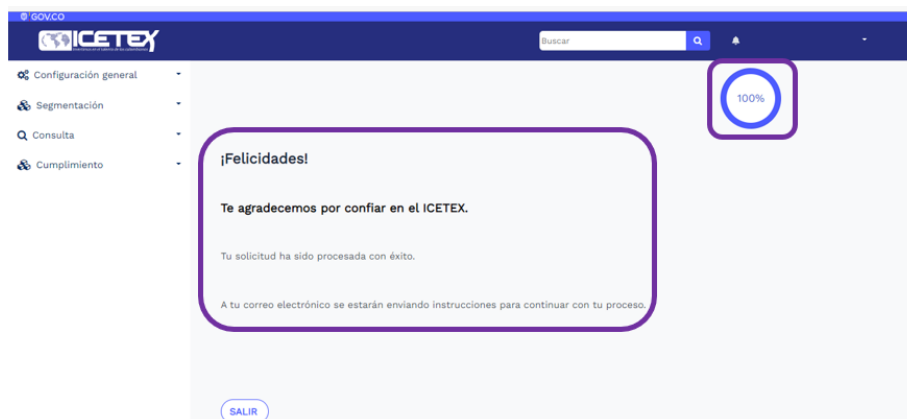 GOV.CO
ICETEX
Buscar
Configuración general
Segmentación
Consulta
Cumplimiento
100%
¡Felicidades!
Te agradecemos por confiar en el ICETEX.
Tu solicitud ha sido procesada con éxito.
A tu correo electrónico se estarán enviando instrucciones para continuar con tu proceso.
SALIR